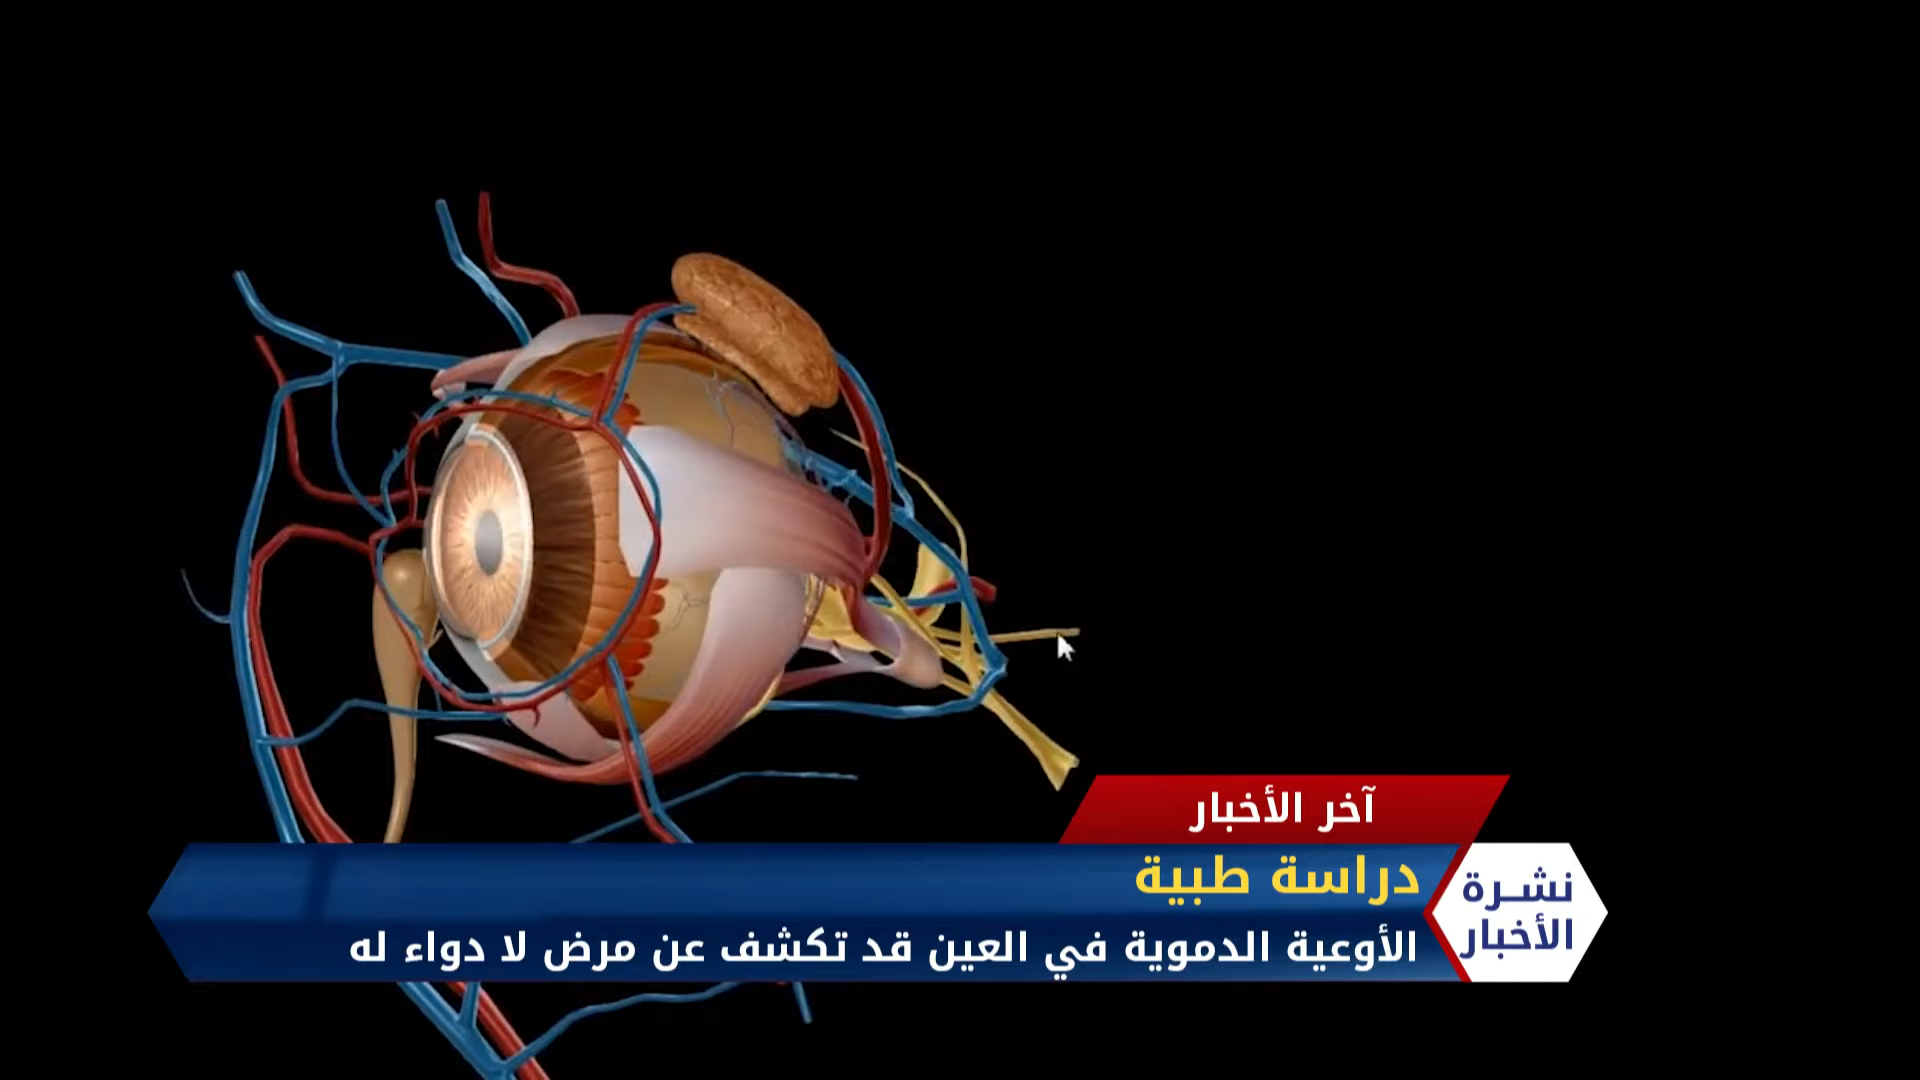 آخر الأخبار
دراسة طبية
الأوعية الدموية في العين قد تكشف عن مرض لا دواء له
نشرة
الأخبار